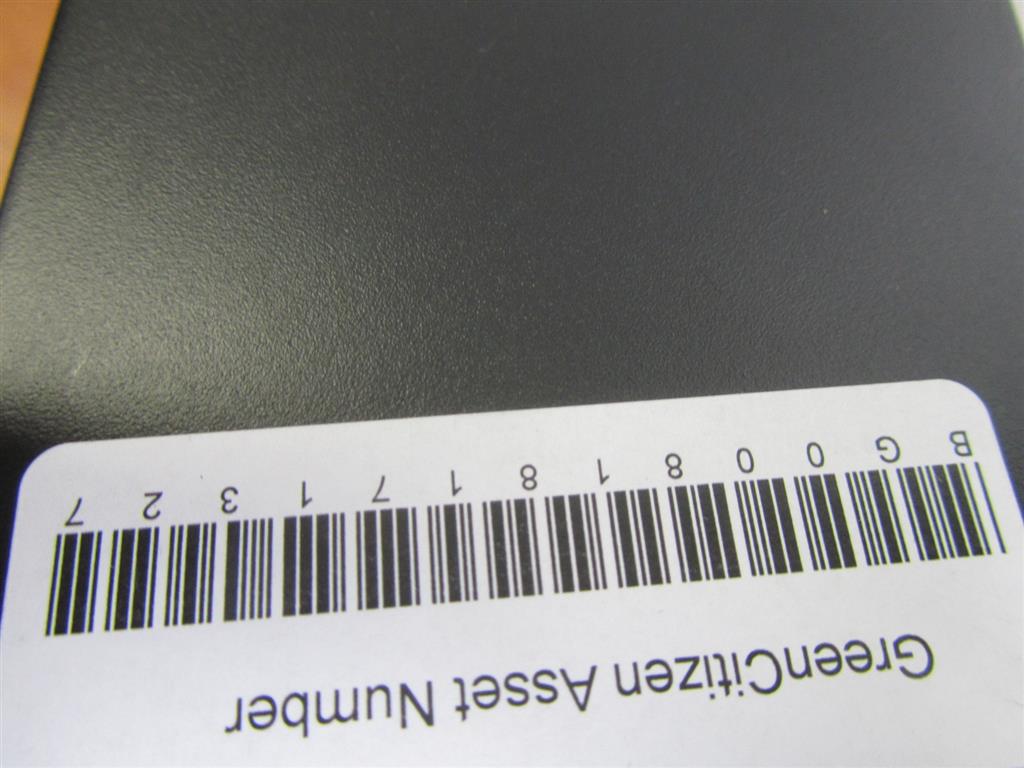 GreenCitizen Asset Number
B G 0 0 8 1 8 1 7 1 3 2 7